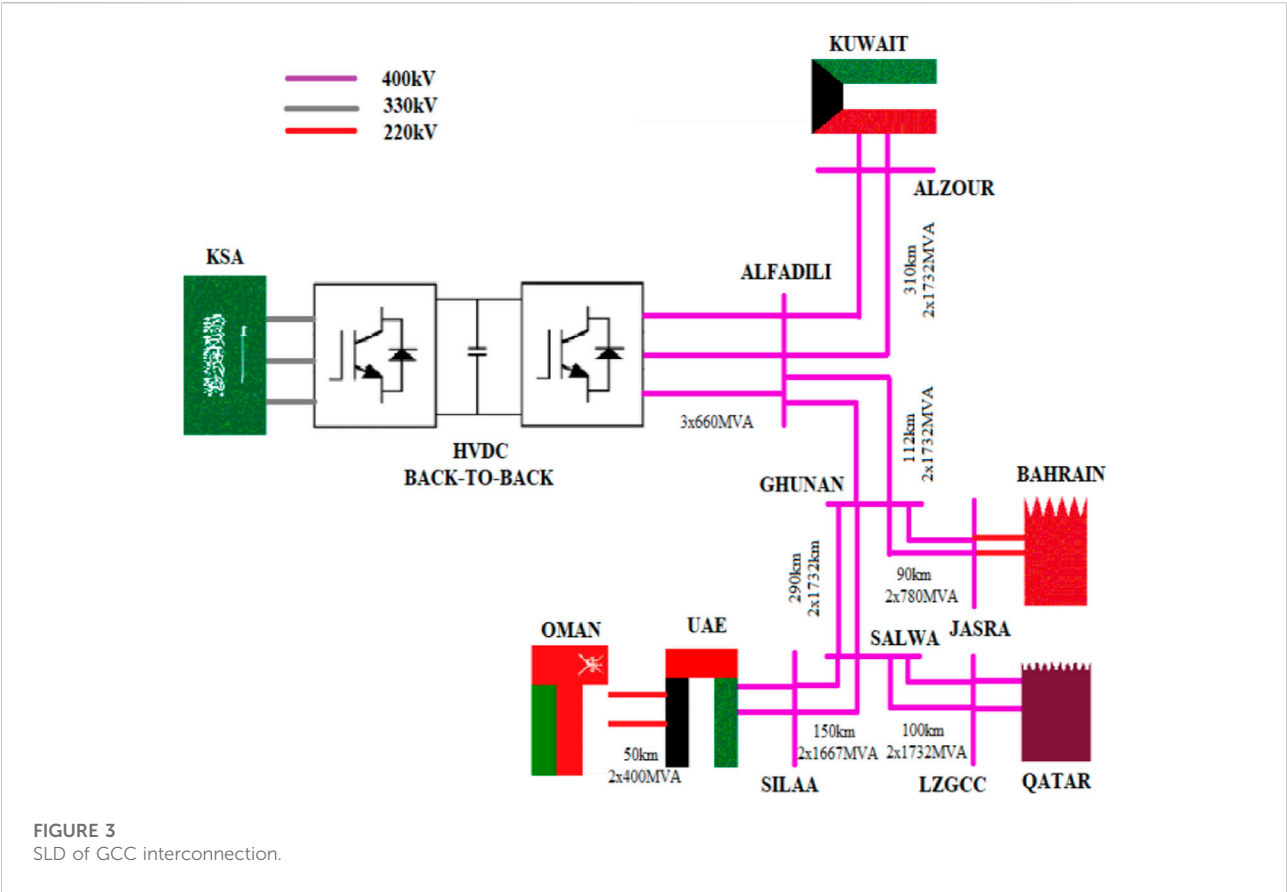 KUWAIT
400kV
330kV
220kV
ALZOUR
KSA
ALFADILI
310km
2x1732MVA
3x660MVA
HVDC
BACK-TO-BACK
112km
2x1732MVA
GHUNAN
BAHRAIN
290km
2x1732km
90km
2x780MVA
OMAN
UAE
SALWA
JASRA
50km
2x400MVA
150km
2x1667MVA
100km
2x1732MVA
SILAA
LZGCC
QATAR
FIGURE 3
SLD of GCC interconnection.